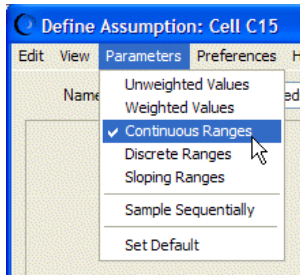 Define Assumption: Cell C15
Edit View Parameters Preferences
Name
Unweighted Values
Weighted Values
Continuous Ranges
Discrete Ranges
Sloping Ranges
Sample Sequentially
Set Default